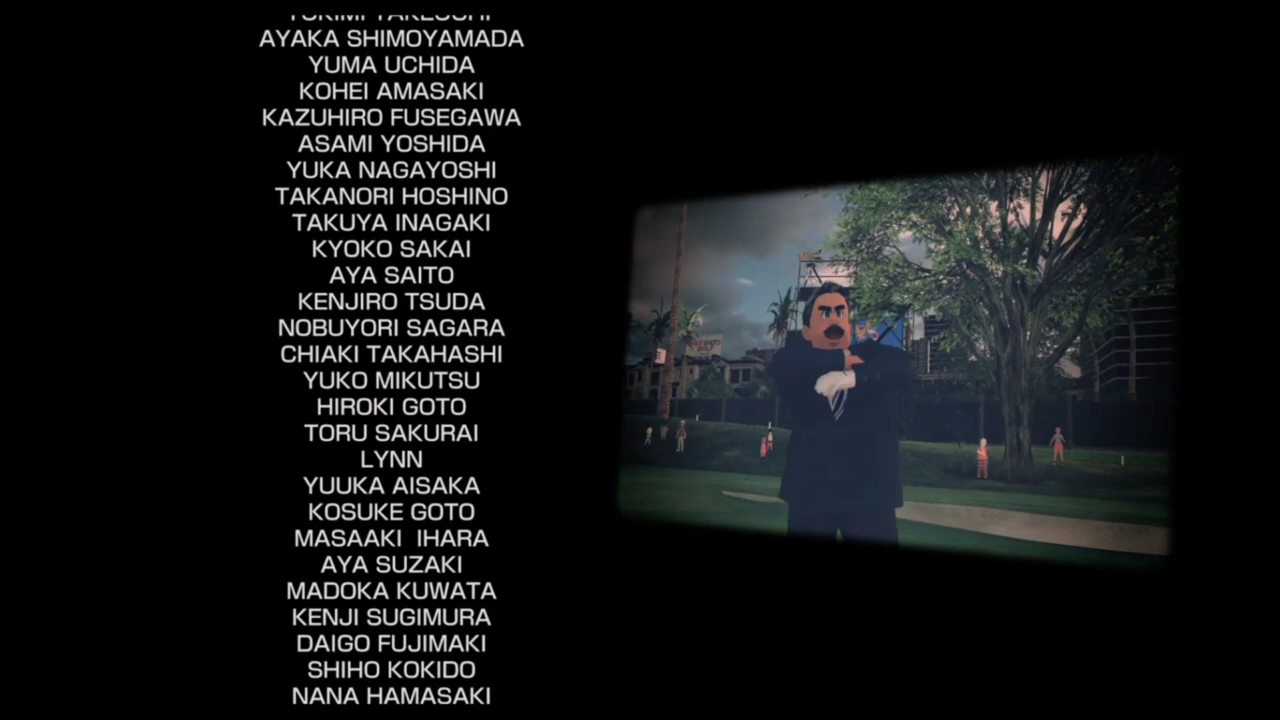 AYAKA SHIMOYAMADA
YUMA UCHIDA
KOHEI AMASAKI
KAZUHIRO FUSEGAWA
ASAMI YOSHIDA
YUKA NAGAYOSHI
TAKANORI HOSHINO
TAKUYA INAGAKI
KYOKO SAKAI
AYA SAITO
KENJIRO TSUDA
NOBUYORI SAGARA
CHIAKI TAKAHASHI
YUKO MIKUTSU
HIROKI GOTO
TORU SAKURAI
LYNN
YUUKA AISAKA
KOSUKE GOTO
MASAAKI  IHARA
AYA SUZAKI
MADOKA KUWATA
KENJI SUGIMURA
DAIGO FUJIMAKI
SHIHO KOKIDO
NANA HAMASAKI